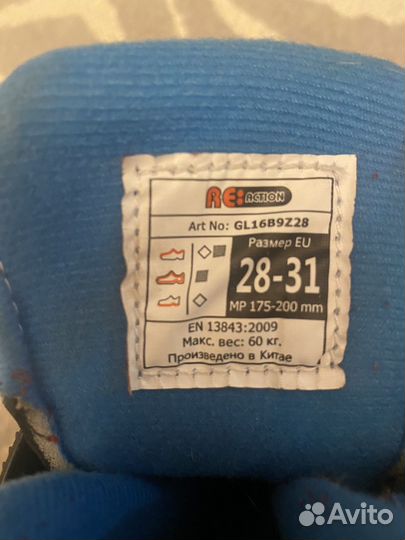 RE:ACTION
Art No: GL16B9Z28
Размер EU
28-31
MP 175-200 mm
EN 13843:2009
Макс. вес: 60 кг.
Произведено в Китае
Avito